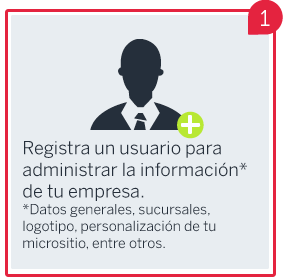 1
Registra un usuario para
administrar la información*
de tu empresa.
*Datos generales, sucursales,
logotipo, personalización de tu
micrositio, entre otros.